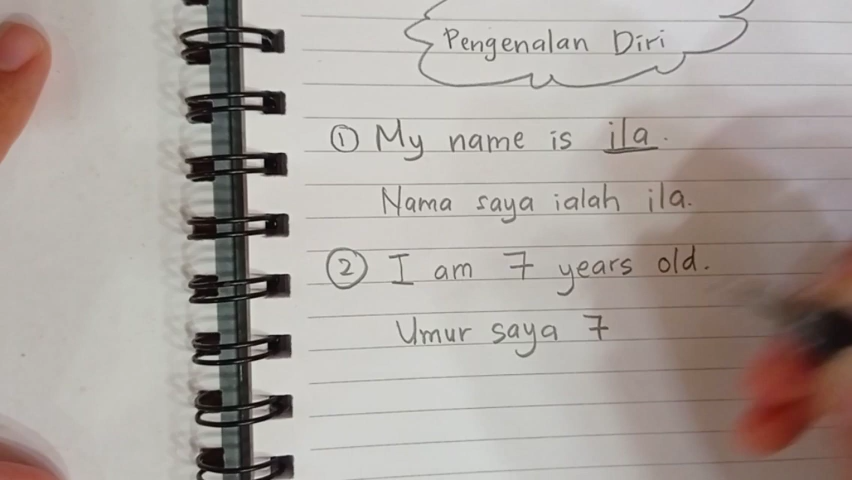 Pengenalan Diri
① My name is ila.
Nama saya ialah ila.
② I am 7 years old.
Umur saya 7